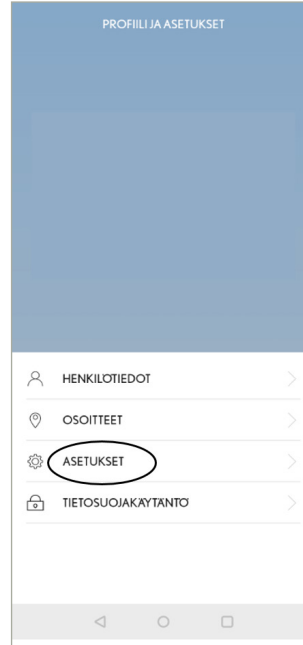 PROFIILI JA ASETUKSET
HENKILÖTIEDOT
OSOITTEET
ASETUKSET
TIETOSUOJAKÄYTÄNTÖ